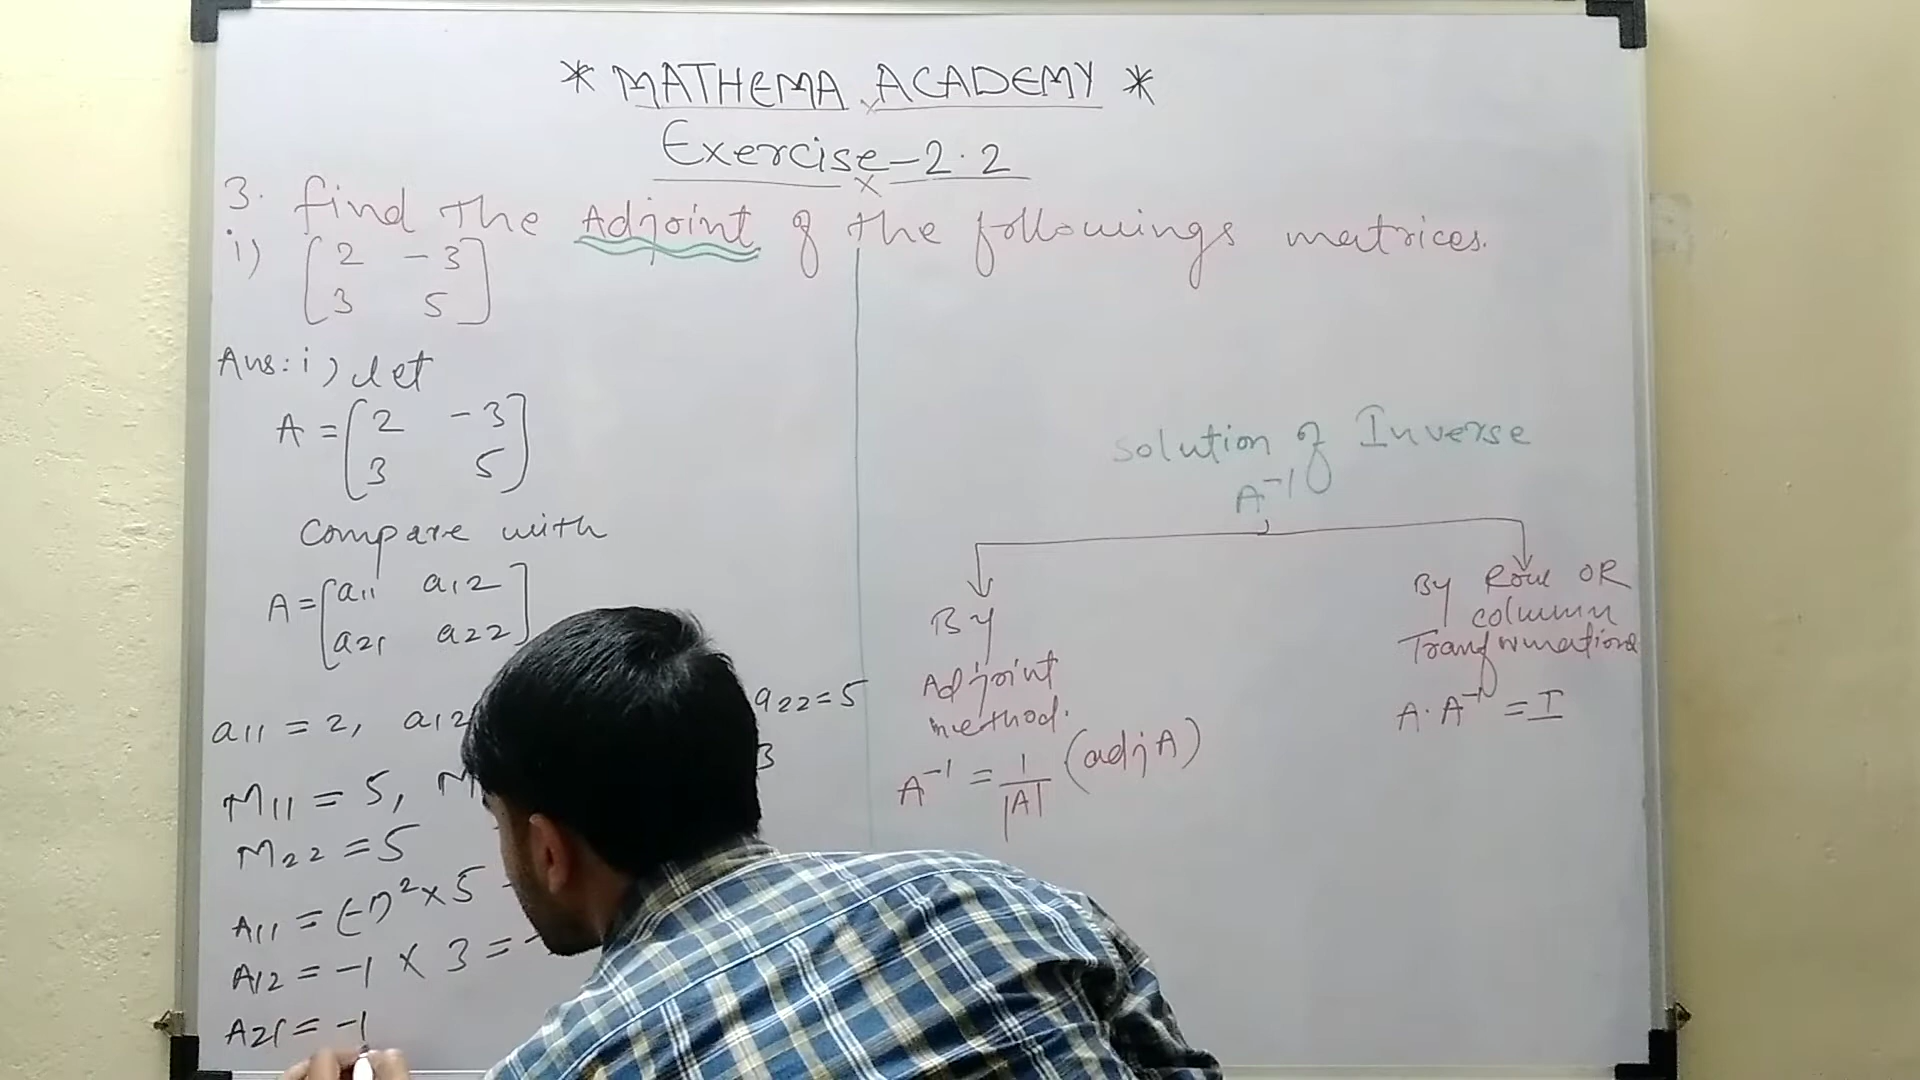 * MATHEMA ACADEMY *
Exercise-2.2
3. find the Adjoint of the followings matrices.
i) [2 -3
3 5]
Ans: i) let
A = [2 -3
3 5]
Compare with
A = [a11 a12
a21 a22]
a11 = 2, a12 a22 = 5
M11 = 5, M 3
M22 = 5
A11 = (-1)² × 5
A12 = -1 × 3 = -
A21 = -1
Solution of Inverse
A⁻¹
By
Adjoint
method.
A⁻¹ = 1/|A| (adj A)
By Row OR
column
Tranformations
A. A⁻¹ = I